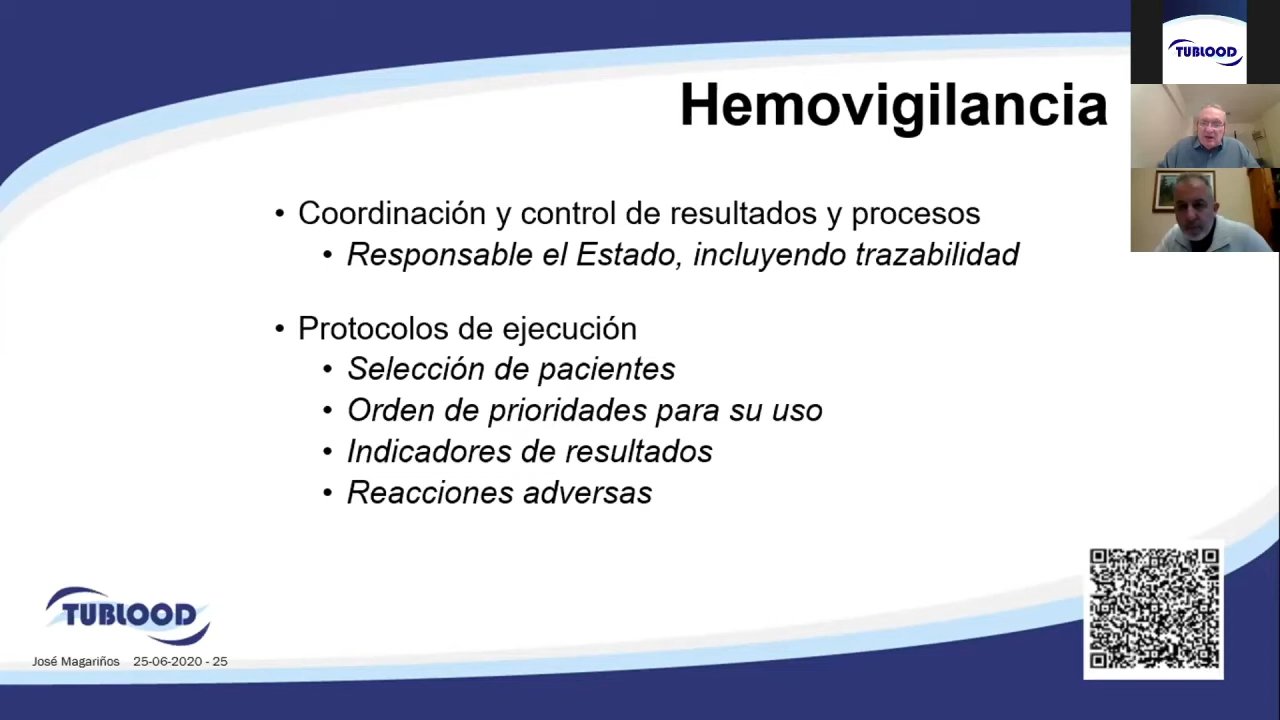 Hemovigilancia
• Coordinación y control de resultados y procesos
• Responsable el Estado, incluyendo trazabilidad
• Protocolos de ejecución
• Selección de pacientes
• Orden de prioridades para su uso
• Indicadores de resultados
• Reacciones adversas
TUBLOOD
José Magariños 25-06-2020 - 25
TUBLOOD